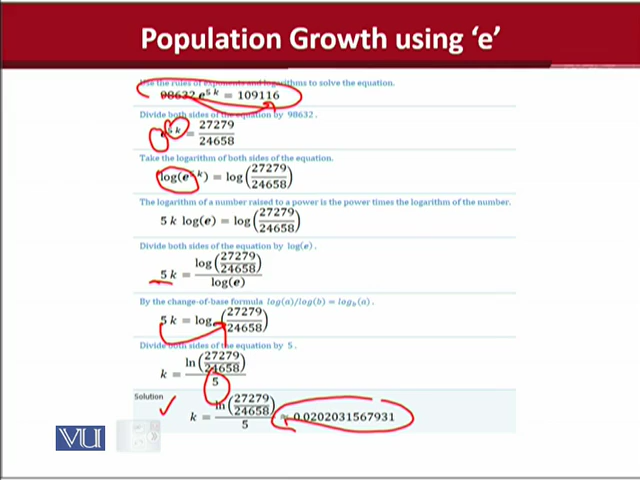 Population Growth using 'e'
Use the rules of exponents and logarithms to solve the equation.
98632 e^{5 k} = 109116
Divide both sides of the equation by 98632.
e^{5 k} = 27279/24658
Take the logarithm of both sides of the equation.
log(e^{5 k}) = log(27279/24658)
The logarithm of a number raised to a power is the power times the logarithm of the number.
5 k log(e) = log(27279/24658)
Divide both sides of the equation by log(e).
5 k = log(27279/24658)/log(e)
By the change-of-base formula log(a)/log(b) = log_b(a).
5 k = log_e(27279/24658)
Divide both sides of the equation by 5.
k = ln(27279/24658)/5
Solution
k = ln(27279/24658)/5 ≈ 0.0202031567931
VU